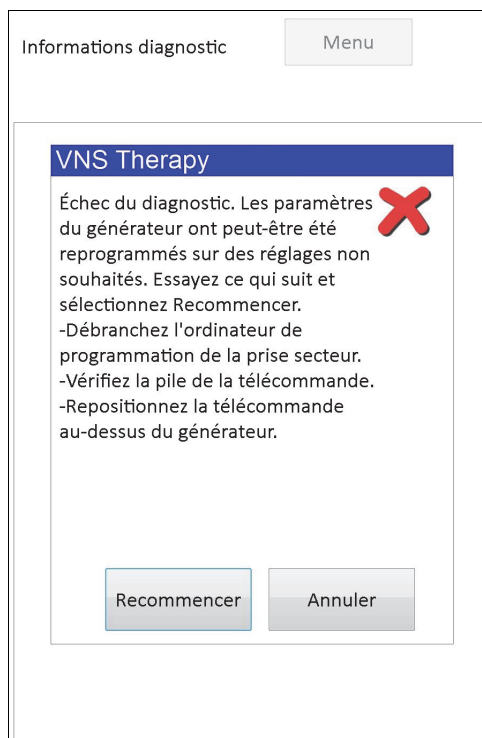 Informations diagnostic
Menu
VNS Therapy
Échec du diagnostic. Les paramètres
du générateur ont peut-être été
reprogrammés sur des réglages non
souhaités. Essayez ce qui suit et
sélectionnez Recommencer.
-Débranchez l'ordinateur de
programmation de la prise secteur.
-Vérifiez la pile de la télécommande.
-Repositionnez la télécommande
au-dessus du générateur.
Recommencer
Annuler